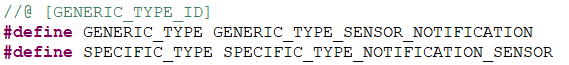 //@ [GENERIC_TYPE_ID]
#define GENERIC_TYPE GENERIC_TYPE_SENSOR_NOTIFICATION
#define SPECIFIC_TYPE SPECIFIC_TYPE_NOTIFICATION_SENSOR